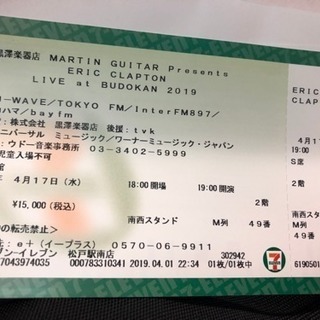 黒澤楽器店 MARTIN GUITAR Presents
ERIC CLAPTON
LIVE at BUDOKAN 2019
-WAVE/TOKYO FM/InterFM897/
ハマ/bayfm
:株式会社 黒澤楽器店 後援:tvk
ニバーサル ミュージック/ワーナーミュージック・ジャパン
:ウドー音楽事務所 03-3402-5999
児童入場不可
館
4月17日(水) 18:00開場 19:00開演
2階
¥15,000(税込)
南西スタンド M列 49番
の転売禁止>
:e+(イープラス) 0570-06-9911
ブン-イレブン 松戸駅南店 302942
7043974035 000783310341 2019.04.01 22:34 01枚/01枚中
ERIC
CLAP
4月1
S席
2階
南西ス
M列
49番
619050